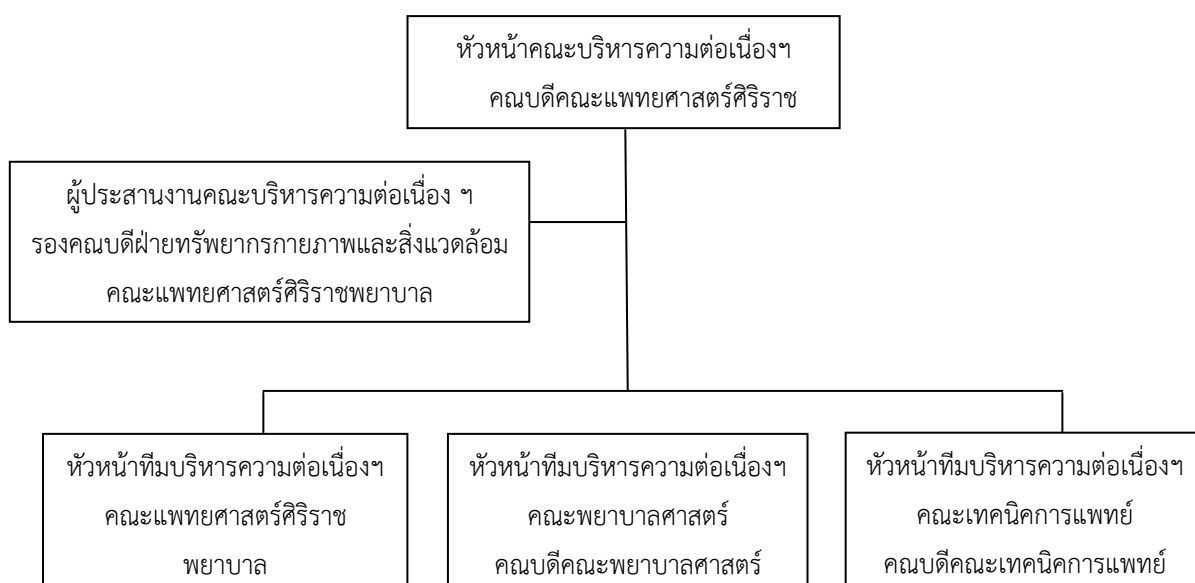 หัวหน้าคณะบริหารความต่อเนื่องฯ
คณบดีคณะแพทยศาสตร์ศิริราช
ผู้ประสานงานคณะบริหารความต่อเนื่อง ฯ
รองคณบดีฝ่ายทรัพยากรกายภาพและสิ่งแวดล้อม
คณะแพทยศาสตร์ศิริราชพยาบาล
หัวหน้าทีมบริหารความต่อเนื่องฯ
คณะแพทยศาสตร์ศิริราช
พยาบาล
หัวหน้าทีมบริหารความต่อเนื่องฯ
คณะพยาบาลศาสตร์
คณบดีคณะพยาบาลศาสตร์
หัวหน้าทีมบริหารความต่อเนื่องฯ
คณะเทคนิคการแพทย์
คณบดีคณะเทคนิคการแพทย์